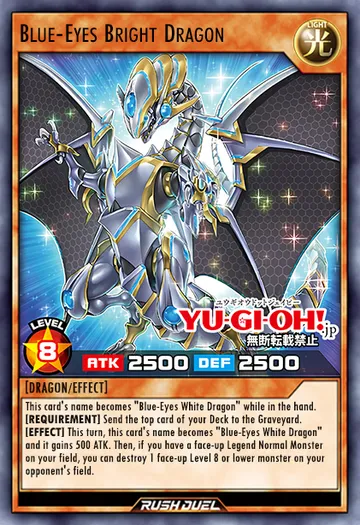 BLUE-EYES BRIGHT DRAGON
LIGHT
光
ユウギオウドットジェイピー
YU-GI-OH!.jp
無断転載禁止
LEVEL
8
ATK 2500 DEF 2500
[DRAGON/EFFECT]
This card's name becomes "Blue-Eyes White Dragon" while in the hand.
[REQUIREMENT] Send the top card of your Deck to the Graveyard.
[EFFECT] This turn, this card's name becomes "Blue-Eyes White Dragon"
and it gains 500 ATK. Then, if you have a face-up Legend Normal Monster
on your field, you can destroy 1 face-up Level 8 or lower monster on your
opponent's field.
RUSH DUEL